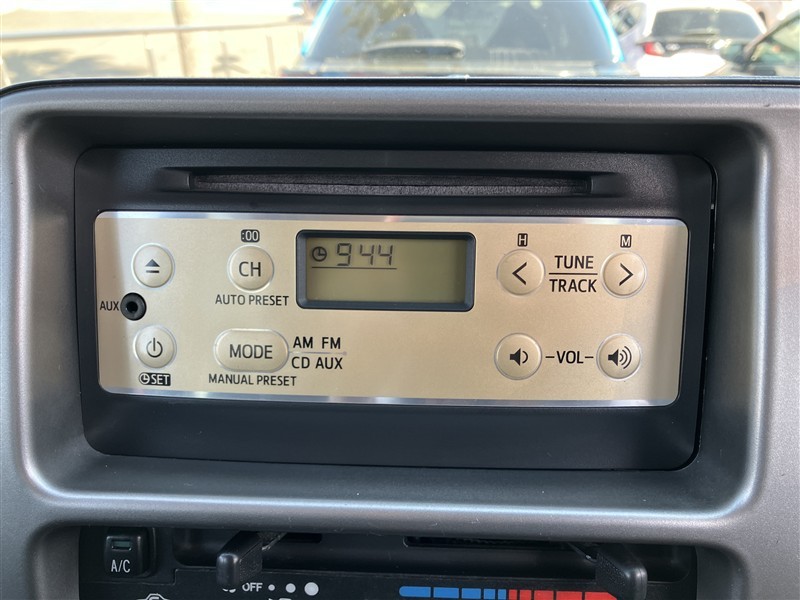 :00
H
M
9 44
CH
AUTO PRESET
TUNE
TRACK
AUX
MODE
AM FM
CD AUX
-VOL-
SET
MANUAL PRESET
A/C
OFF